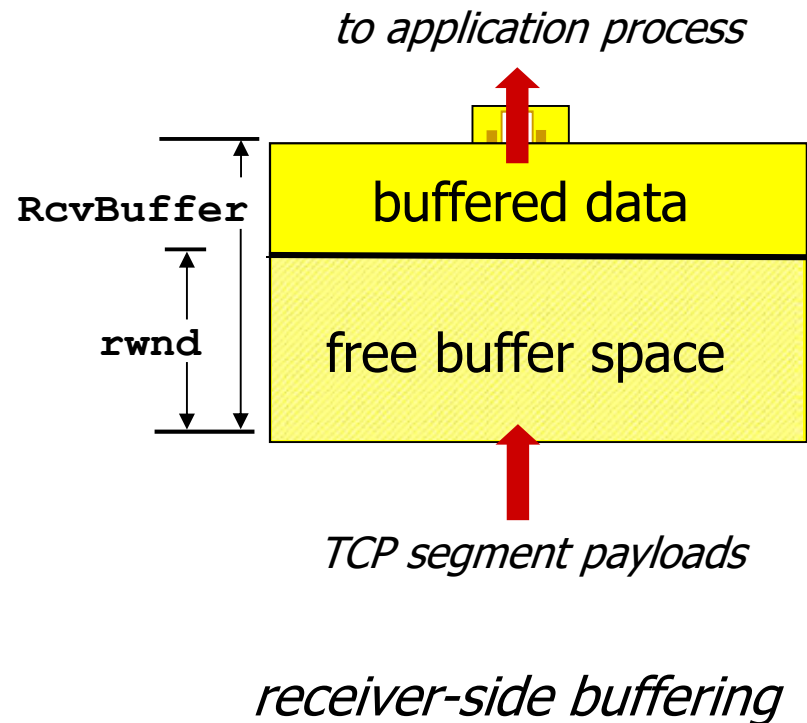 to application process
RcvBuffer
buffered data
rwnd
free buffer space
TCP segment payloads
receiver-side buffering